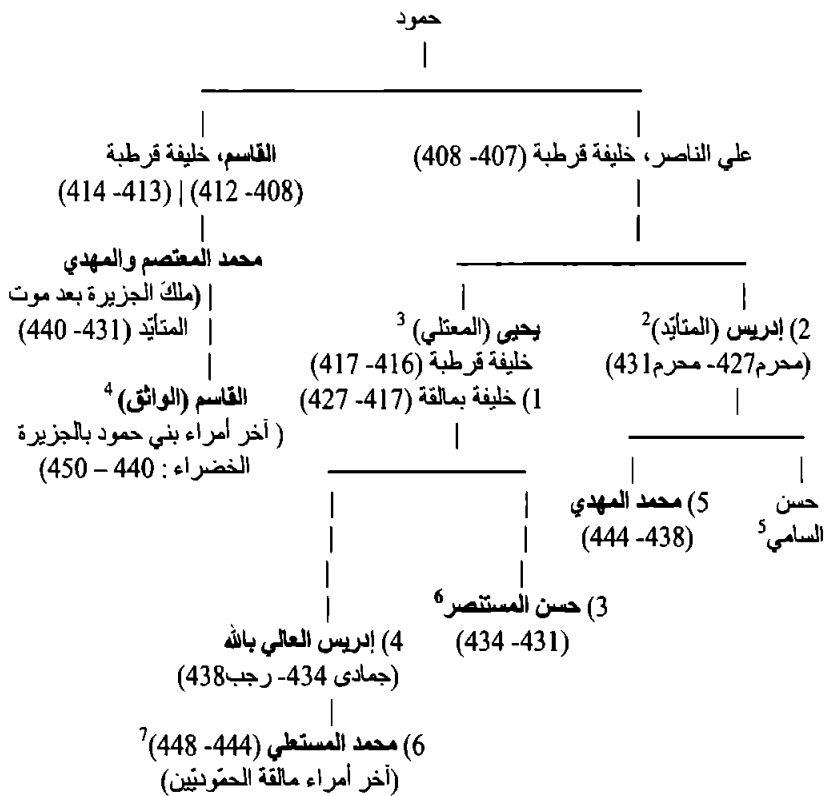 حمود
القاسم، خليفة قرطبة
(408- 412) | (413- 414)
علي الناصر، خليفة قرطبة (407- 408)
محمد المعتصم والمهدي
(ملكَ الجزيرة بعد موت
المتأيّد (431- 440)
القاسم (الواثق) 4
( آخر أمراء بني حمود بالجزيرة
الخضراء : 440 – 450)
يحيى (المعتلي) 3
خليفة قرطبة (416- 417)
1) خليفة بمالقة (417- 427)
2) إدريس (المتأيّد)2
(محرم427- محرم431)
5) محمد المهدي
(438- 444)
حسن
السامي5
3) حسن المستنصر6
(431- 434)
4) إدريس العالي بالله
(جمادى 434- رجب438)
6) محمد المستعلي (444- 448)7
(آخر أمراء مالقة الحمّوديّين)